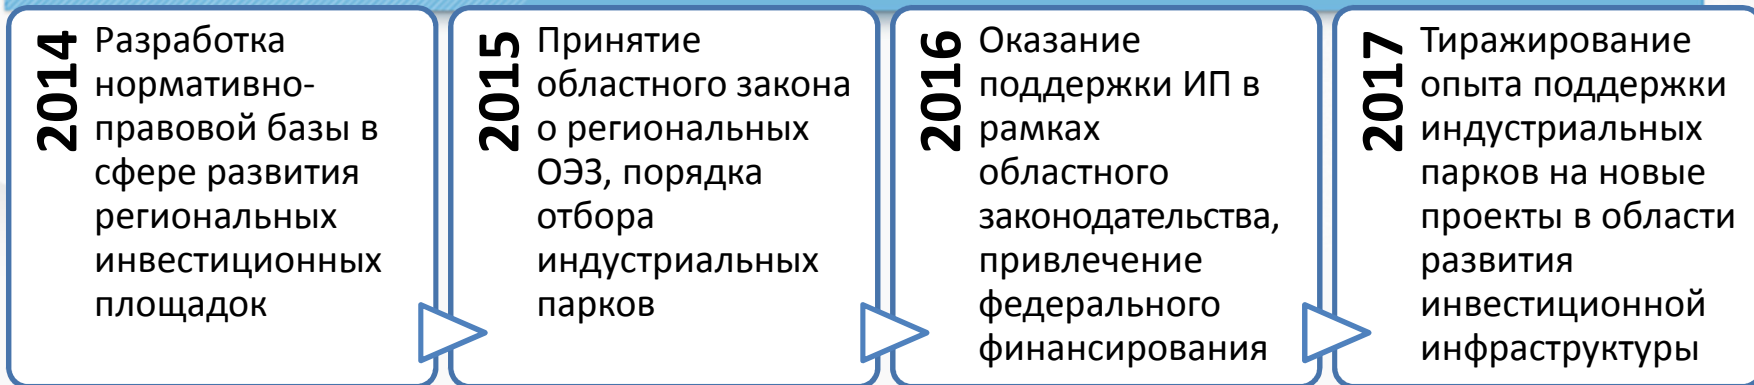 2014
Разработка
нормативно-
правовой базы в
сфере развития
региональных
инвестиционных
площадок
2015
Принятие
областного закона
о региональных
ОЭЗ, порядка
отбора
индустриальных
парков
2016
Оказание
поддержки ИП в
рамках
областного
законодательства,
привлечение
федерального
финансирования
2017
Тиражирование
опыта поддержки
индустриальных
парков на новые
проекты в области
развития
инвестиционной
инфраструктуры